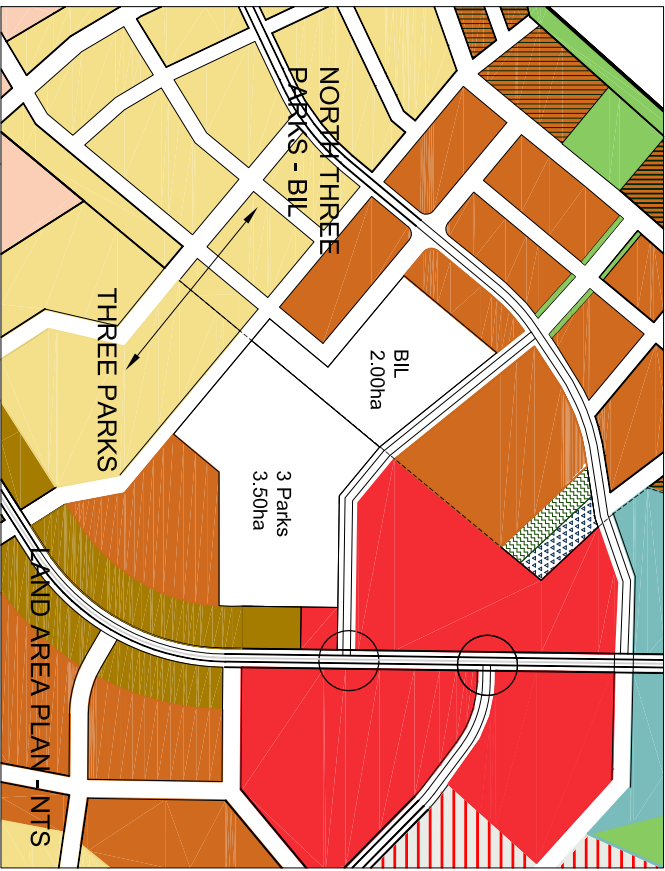 NORTH THREE
PARKS - BIL
BIL
2.00ha
THREE PARKS
3 Parks
3.50ha
LAND AREA PLAN - NTS